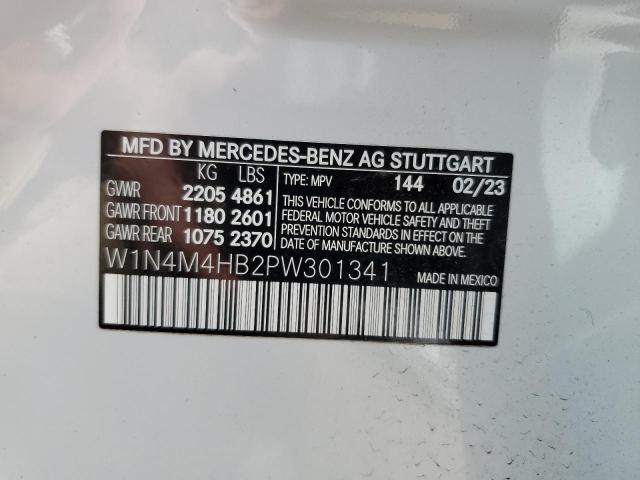 MFD BY MERCEDES-BENZ AG STUTTGART
KG LBS
GVWR 2205 4861
GAWR FRONT 1180 2601
GAWR REAR 1075 2370
TYPE: MPV 144 02/23
THIS VEHICLE CONFORMS TO ALL APPLICABLE
FEDERAL MOTOR VEHICLE SAFETY AND THEFT
PREVENTION STANDARDS IN EFFECT ON THE
DATE OF MANUFACTURE SHOWN ABOVE.
W1N4M4HB2PW301341
MADE IN MEXICO